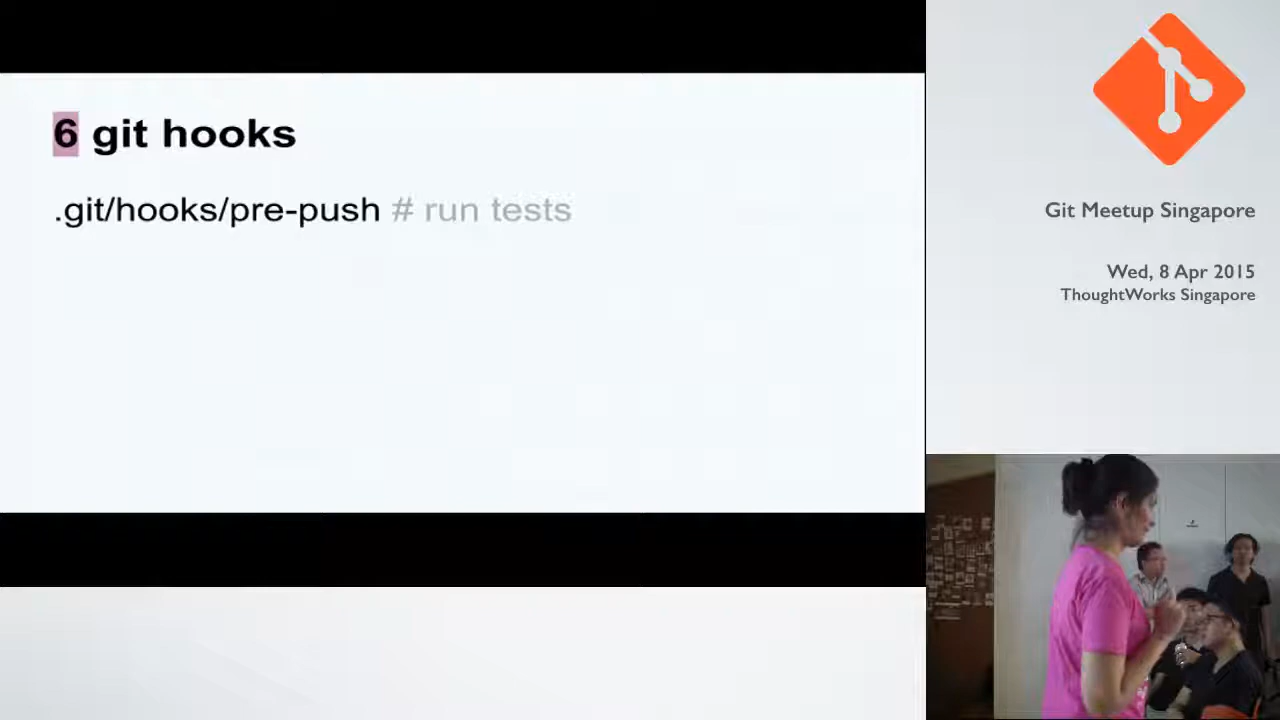 6 git hooks
.git/hooks/pre-push # run tests
Git Meetup Singapore
Wed, 8 Apr 2015
ThoughtWorks Singapore